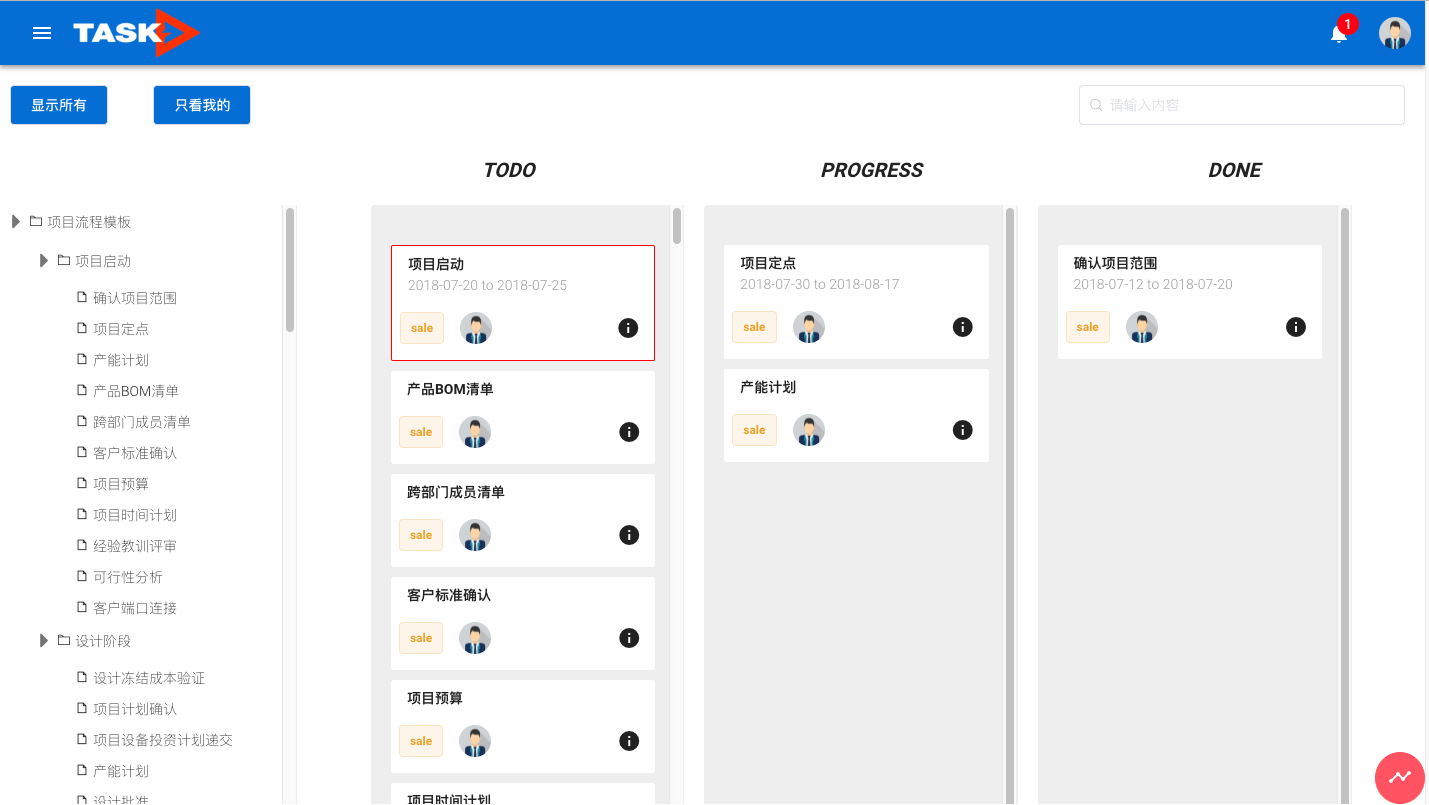 TASK
1
显示所有
只看我的
请输入内容
TODO
PROGRESS
DONE
项目流程模板
项目启动
确认项目范围
项目定点
产能计划
产品BOM清单
跨部门成员清单
客户标准确认
项目预算
项目时间计划
经验教训评审
可行性分析
客户端口连接
设计阶段
设计冻结成本验证
项目计划确认
项目设备投资计划递交
产能计划
设计批准
项目启动
2018-07-20 to 2018-07-25
sale
产品BOM清单
sale
跨部门成员清单
sale
客户标准确认
sale
项目预算
sale
项目时间计划
项目定点
2018-07-30 to 2018-08-17
sale
产能计划
sale
确认项目范围
2018-07-12 to 2018-07-20
sale